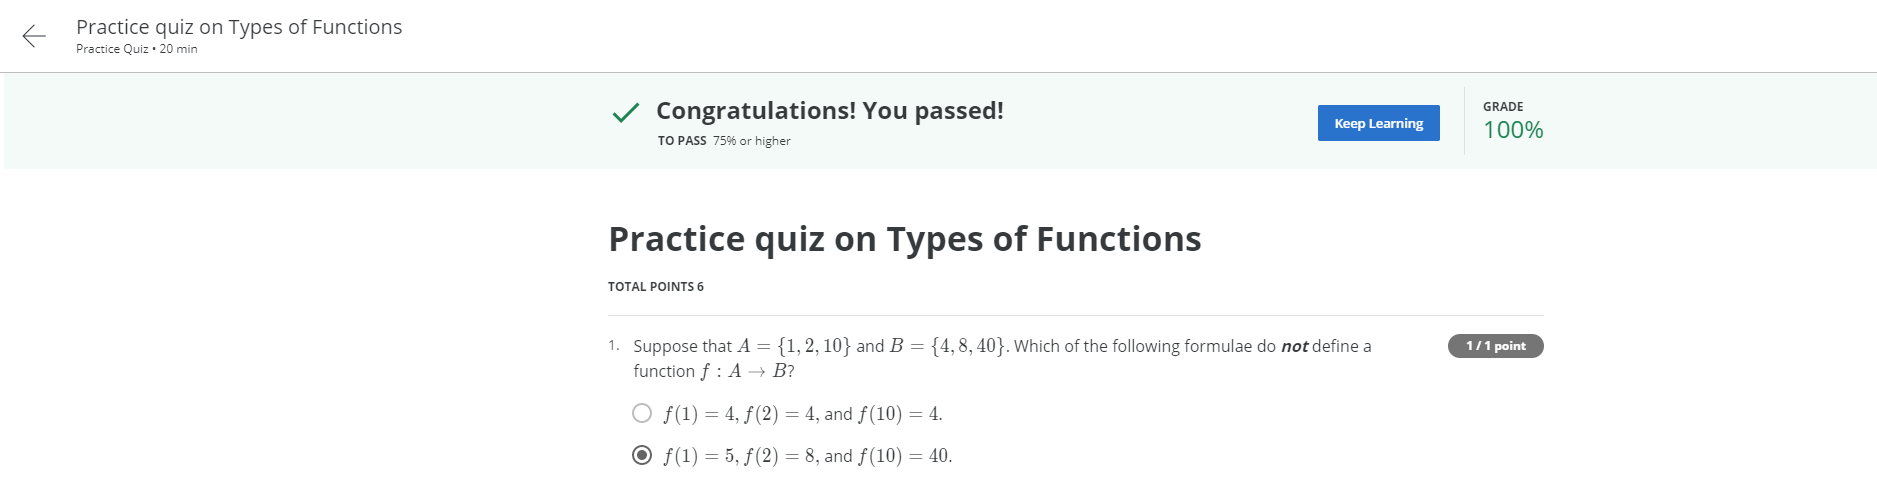 Practice quiz on Types of Functions
Practice Quiz • 20 min
Congratulations! You passed!
TO PASS 75% or higher
Keep Learning
GRADE
100%
Practice quiz on Types of Functions
TOTAL POINTS 6
1. Suppose that A = {1, 2, 10} and B = {4, 8, 40}. Which of the following formulae do not define a
function f : A → B?
1 / 1 point
f(1) = 4, f(2) = 4, and f(10) = 4.
f(1) = 5, f(2) = 8, and f(10) = 40.